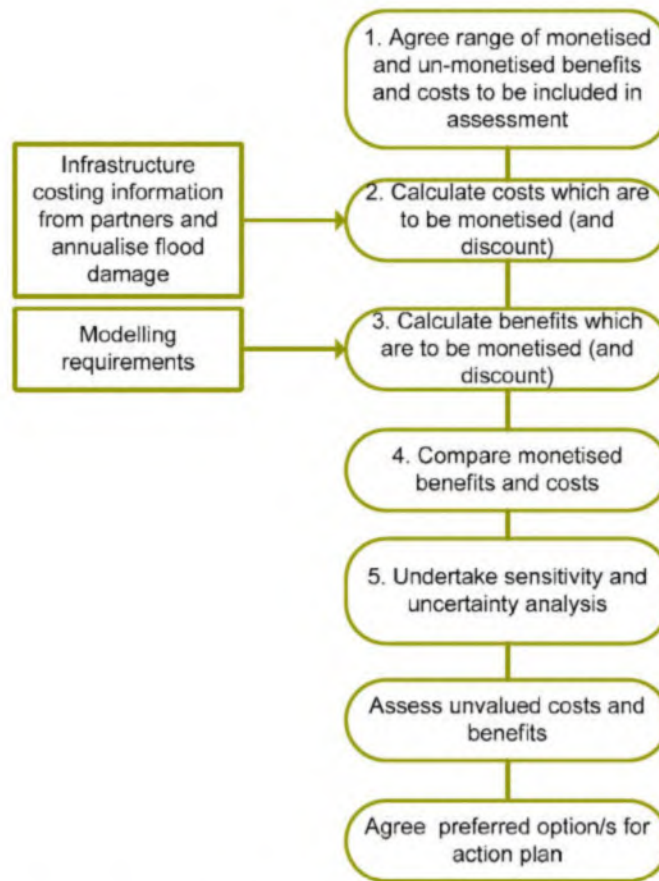 1. Agree range of monetised
and un-monetised benefits
and costs to be included in
assessment
Infrastructure
costing information
from partners and
annualise flood
damage
2. Calculate costs which are
to be monetised (and
discount)
Modelling
requirements
3. Calculate benefits which
are to be monetised (and
discount)
4. Compare monetised
benefits and costs
5. Undertake sensitivity and
uncertainty analysis
Assess unvalued costs and
benefits
Agree preferred option/s for
action plan